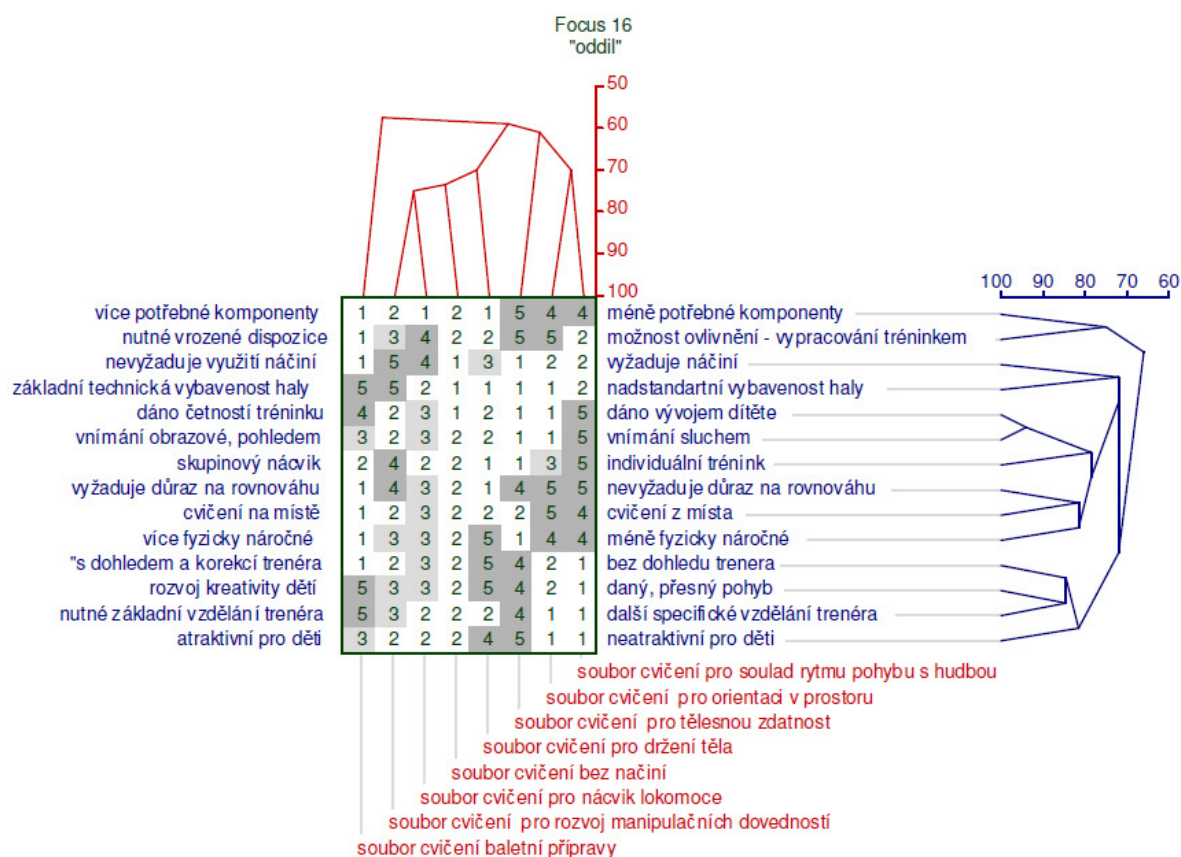 Focus 16
"oddil"
50
60
70
80
90
100
100 90 80 70 60
více potřebné komponenty 1 2 1 2 1 5 4 4 méně potřebné komponenty
nutné vrozené dispozice 1 3 4 2 2 5 5 2 možnost ovlivnění - vypracování tréninkem
nevyžaduje využití náčiní 1 5 4 1 3 1 2 2 vyžaduje náčiní
základní technická vybavenost haly 5 5 2 1 1 1 1 2 nadstandartní vybavenost haly
dáno četností tréninku 4 2 3 1 2 1 1 5 dáno vývojem dítěte
vnímání obrazové, pohledem 3 2 3 2 2 1 1 5 vnímání sluchem
skupinový nácvik 2 4 2 2 1 1 3 5 individuální trénink
vyžaduje důraz na rovnováhu 1 4 3 2 1 4 5 5 nevyžaduje důraz na rovnováhu
cvičení na místě 1 2 3 2 2 2 5 4 cvičení z místa
více fyzicky náročné 1 3 3 2 5 1 4 4 méně fyzicky náročné
"s dohledem a korekcí trenéra 1 2 3 2 5 4 2 1 bez dohledu trenera
rozvoj kreativity dětí 5 3 3 2 5 4 2 1 daný, přesný pohyb
nutné základní vzdělání trenéra 5 3 2 2 2 4 1 1 další specifické vzdělání trenéra
atraktivní pro děti 3 2 2 2 4 5 1 1 neatraktivní pro děti
soubor cvičení pro soulad rytmu pohybu s hudbou
soubor cvičení pro orientaci v prostoru
soubor cvičení pro tělesnou zdatnost
soubor cvičení pro držení těla
soubor cvičení bez načiní
soubor cvičení pro nácvik lokomoce
soubor cvičení pro rozvoj manipulačních dovedností
soubor cvičení baletní přípravy